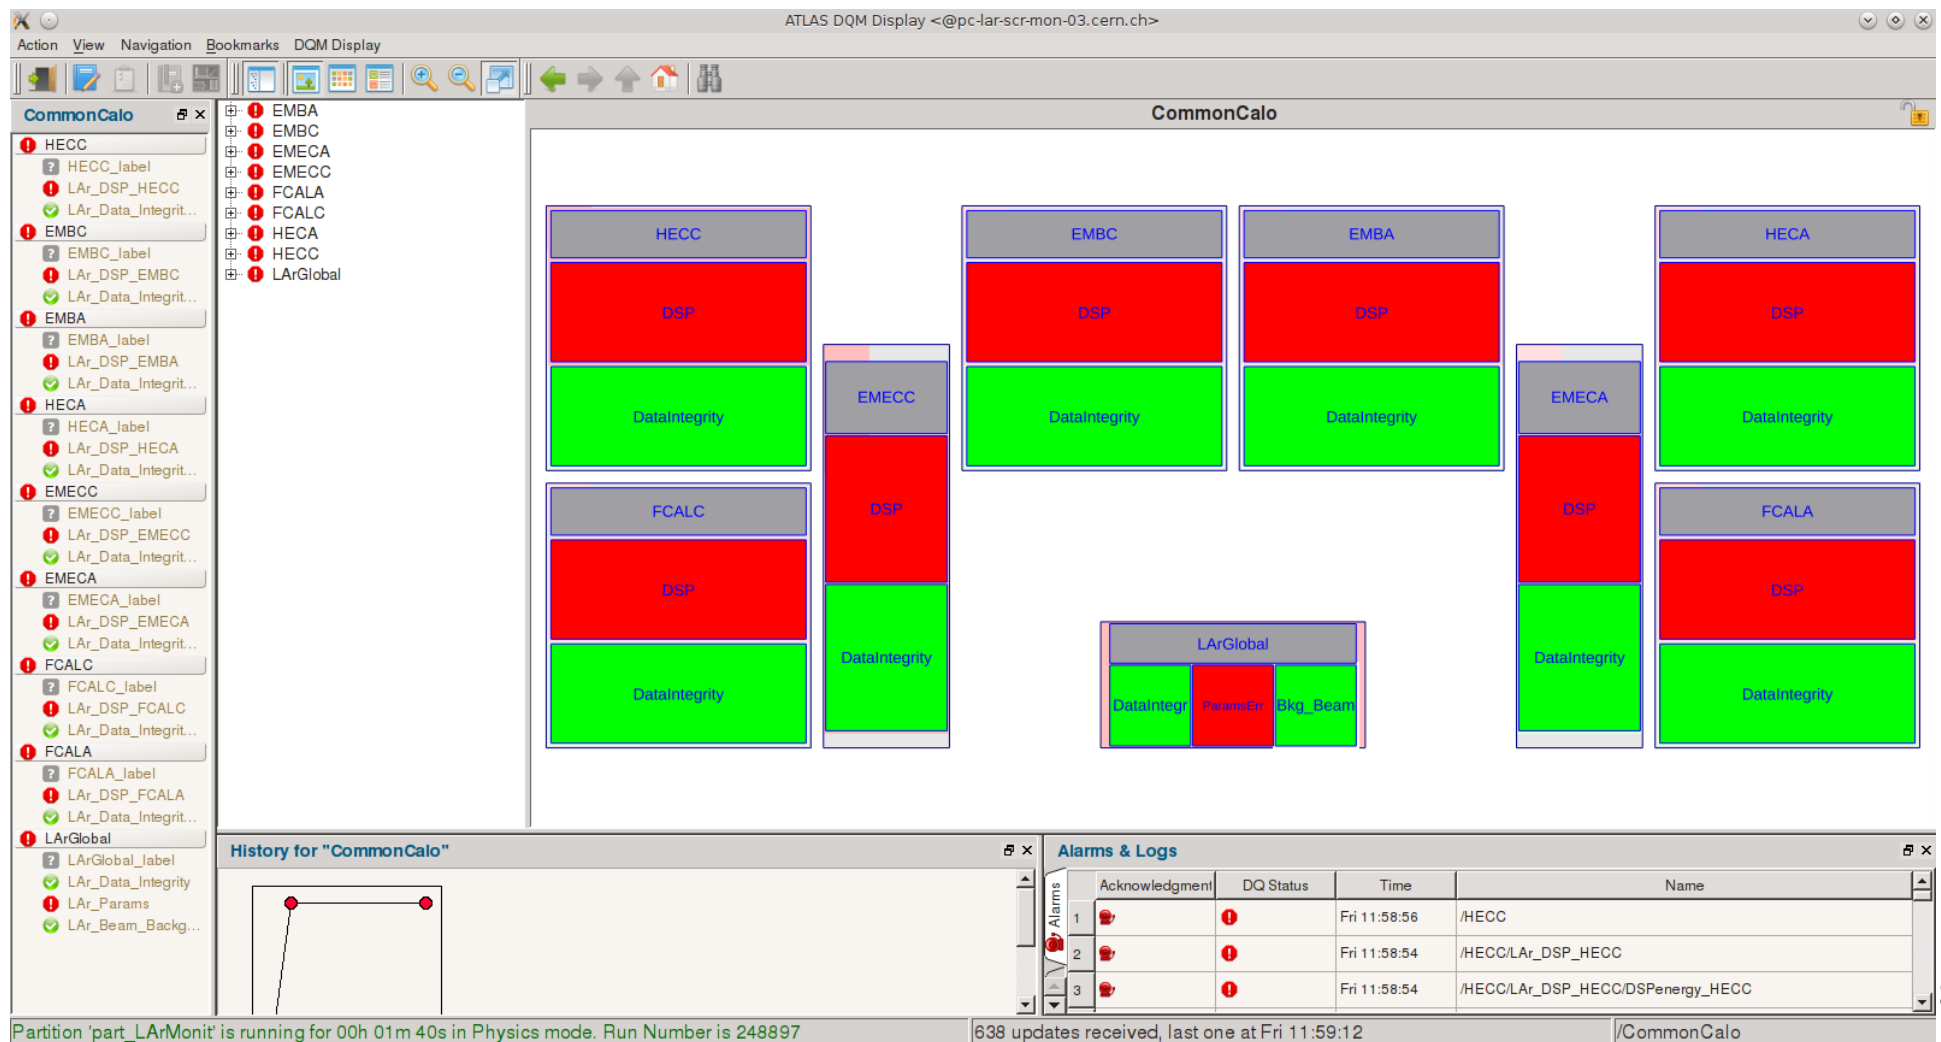 ATLAS DQM Display <@pc-lar-scr-mon-03.cern.ch>
Action View Navigation Bookmarks DQM Display
CommonCalo
HECC
HECC_label
LAr_DSP_HECC
LAr_Data_Integrit...
EMBC
EMBC_label
LAr_DSP_EMBC
LAr_Data_Integrit...
EMBA
EMBA_label
LAr_DSP_EMBA
LAr_Data_Integrit...
HECA
HECA_label
LAr_DSP_HECA
LAr_Data_Integrit...
EMECC
EMECC_label
LAr_DSP_EMECC
LAr_Data_Integrit...
EMECA
EMECA_label
LAr_DSP_EMECA
LAr_Data_Integrit...
FCALC
FCALC_label
LAr_DSP_FCALC
LAr_Data_Integrit...
FCALA
FCALA_label
LAr_DSP_FCALA
LAr_Data_Integrit...
LArGlobal
LArGlobal_label
LAr_Data_Integrity
LAr_Params
LAr_Beam_Backg...
EMBA
EMBC
EMECA
EMECC
FCALA
FCALC
HECA
HECC
LArGlobal
CommonCalo
HECC
DSP
DataIntegrity
FCALC
DSP
DataIntegrity
EMECC
DSP
DataIntegrity
EMBC
DSP
DataIntegrity
EMBA
DSP
DataIntegrity
LArGlobal
DataIntegr ParamsErr Bkg_Beam
EMECA
DSP
DataIntegrity
HECA
DSP
DataIntegrity
FCALA
DSP
DataIntegrity
History for "CommonCalo"
Alarms & Logs
Alarms
Acknowledgment DQ Status Time Name
1 Fri 11:58:56 /HECC
2 Fri 11:58:54 /HECC/LAr_DSP_HECC
3 Fri 11:58:54 /HECC/LAr_DSP_HECC/DSPenergy_HECC
Partition 'part_LArMonit' is running for 00h 01m 40s in Physics mode. Run Number is 248897
638 updates received, last one at Fri 11:59:12
/CommonCalo